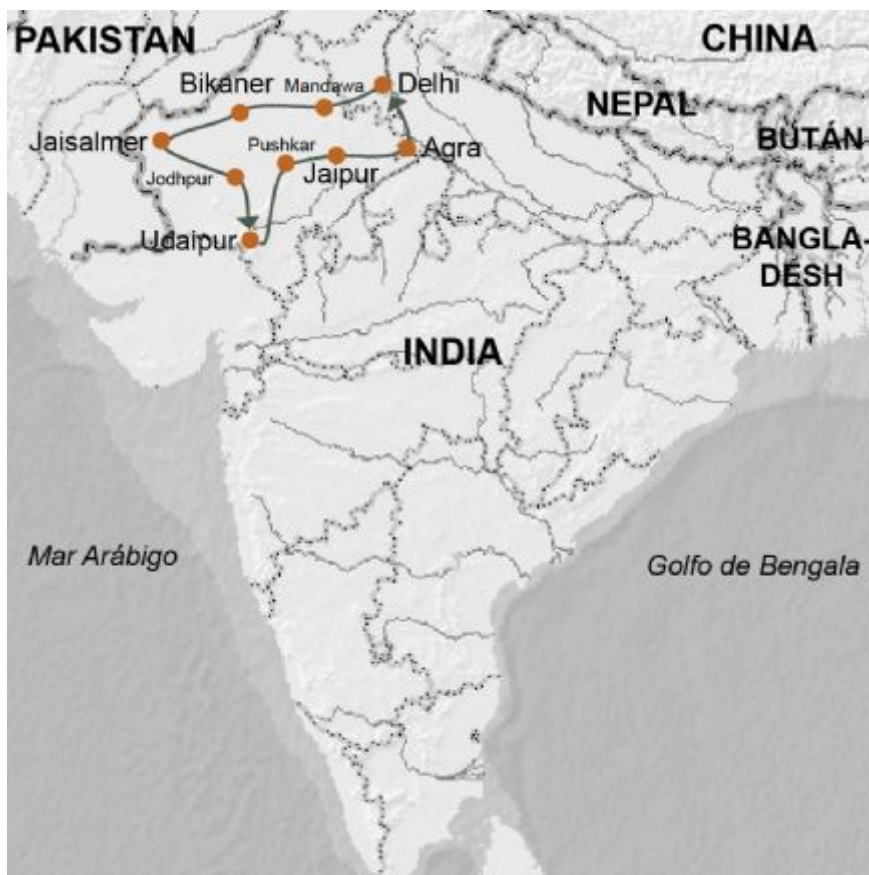 PAKISTAN
CHINA
Bikaner
Mandawa
Delhi
NEPAL
Jaisalmer
Pushkar
Agra
BUTÁN
Jodhpur
Jaipur
Udaipur
BANGLA-
DESH
INDIA
Mar Arábigo
Golfo de Bengala